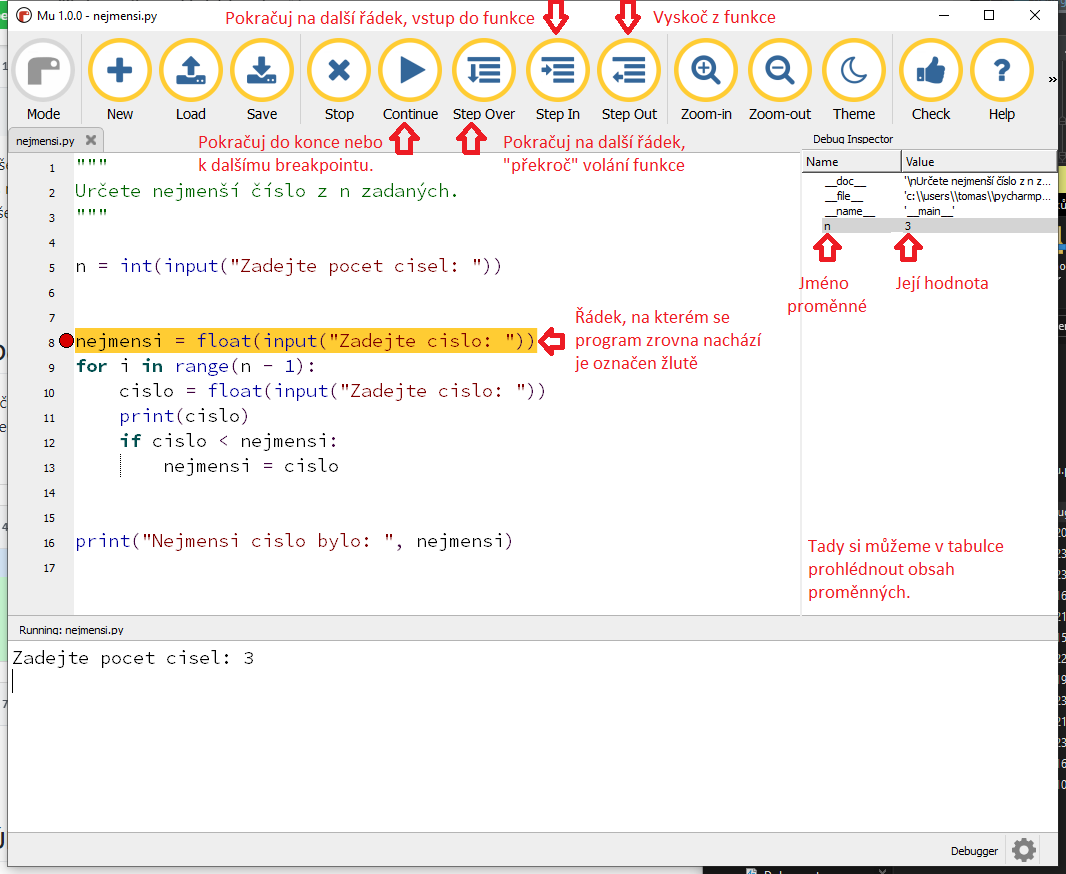 Mu 1.0.0 - nejmensi.py
Pokračuj na další řádek, vstup do funkce
Vyskoč z funkce
Mode New Load Save Stop Continue Step Over Step In Step Out Zoom-in Zoom-out Theme Check Help
»
nejmensi.py
Pokračuj do konce nebo
k dalšímu breakpointu.
Pokračuj na další řádek,
"překroč" volání funkce
1 """
2 Určete nejmenší číslo z n zadaných.
3 """
4
5 n = int(input("Zadejte pocet cisel: "))
6
7
8 nejmensi = float(input("Zadejte cislo: "))
9 for i in range(n - 1):
10 cislo = float(input("Zadejte cislo: "))
11 print(cislo)
12 if cislo < nejmensi:
13 nejmensi = cislo
14
15
16 print("Nejmensi cislo bylo: ", nejmensi)
17
Řádek, na kterém se
program zrovna nachází
je označen žlutě
Debug Inspector
Name Value
__doc__ '\nUrčete nejmenší číslo z n z...
__file__ 'c:\\users\\tomas\\pycharmp...
__name__ '__main__'
n 3
Jméno
proměnné
Její hodnota
Tady si můžeme v tabulce
prohlédnout obsah
proměnných.
Running: nejmensi.py
Zadejte pocet cisel: 3
Debugger